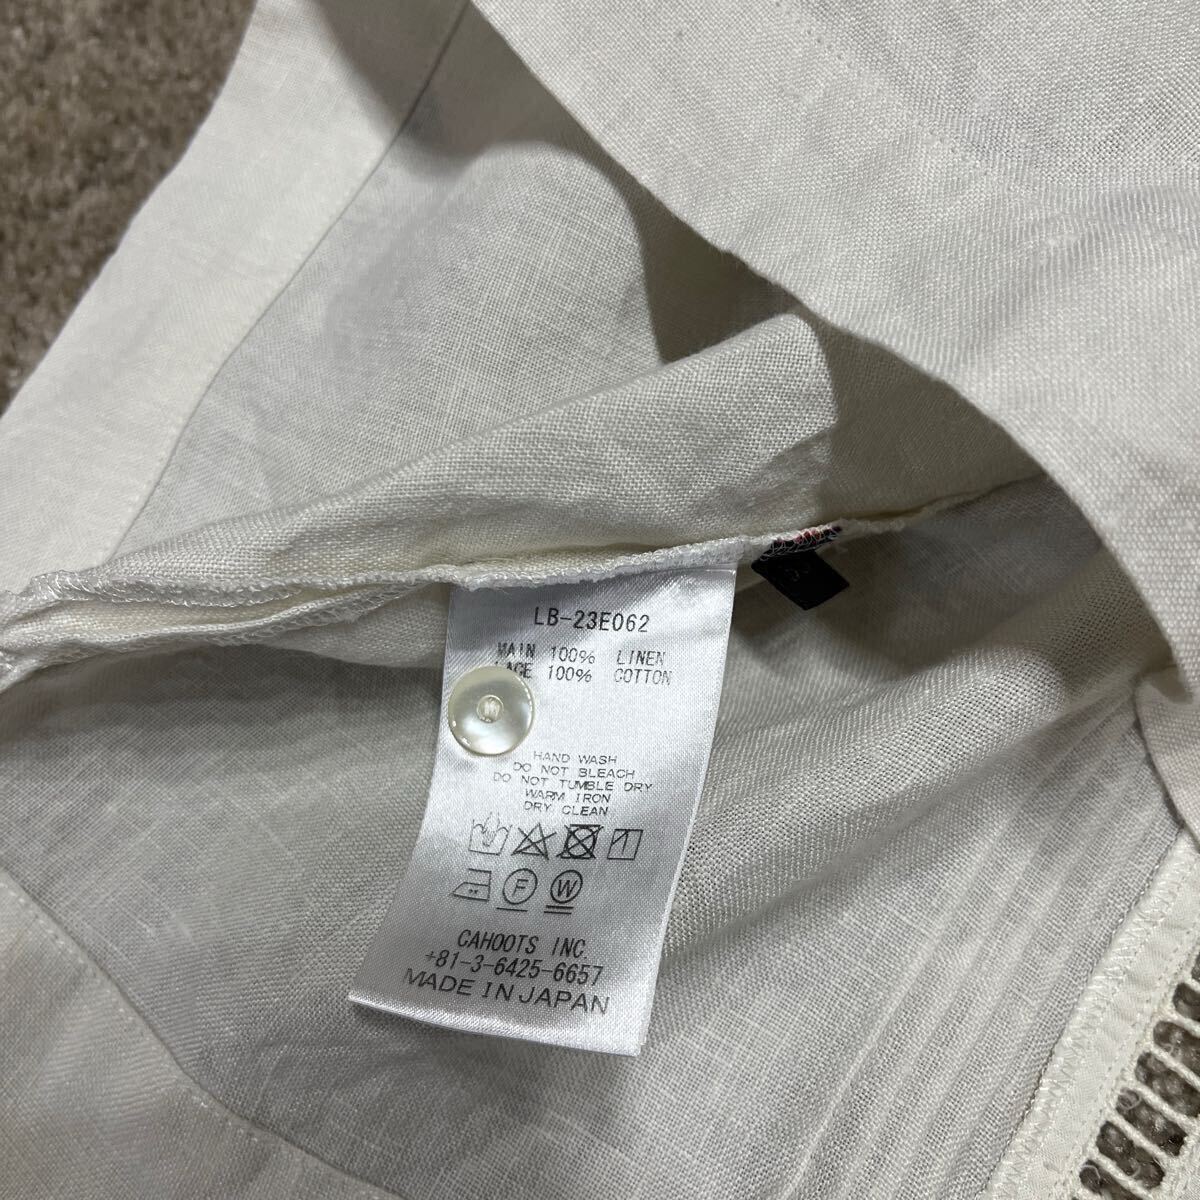 LB-23E062
MAIN 100% LINEN
LACE 100% COTTON
HAND WASH
DO NOT BLEACH
DO NOT TUMBLE DRY
WARM IRON
DRY CLEAN
F W
CAHOOTS INC.
+81-3-6425-6657
MADE IN JAPAN